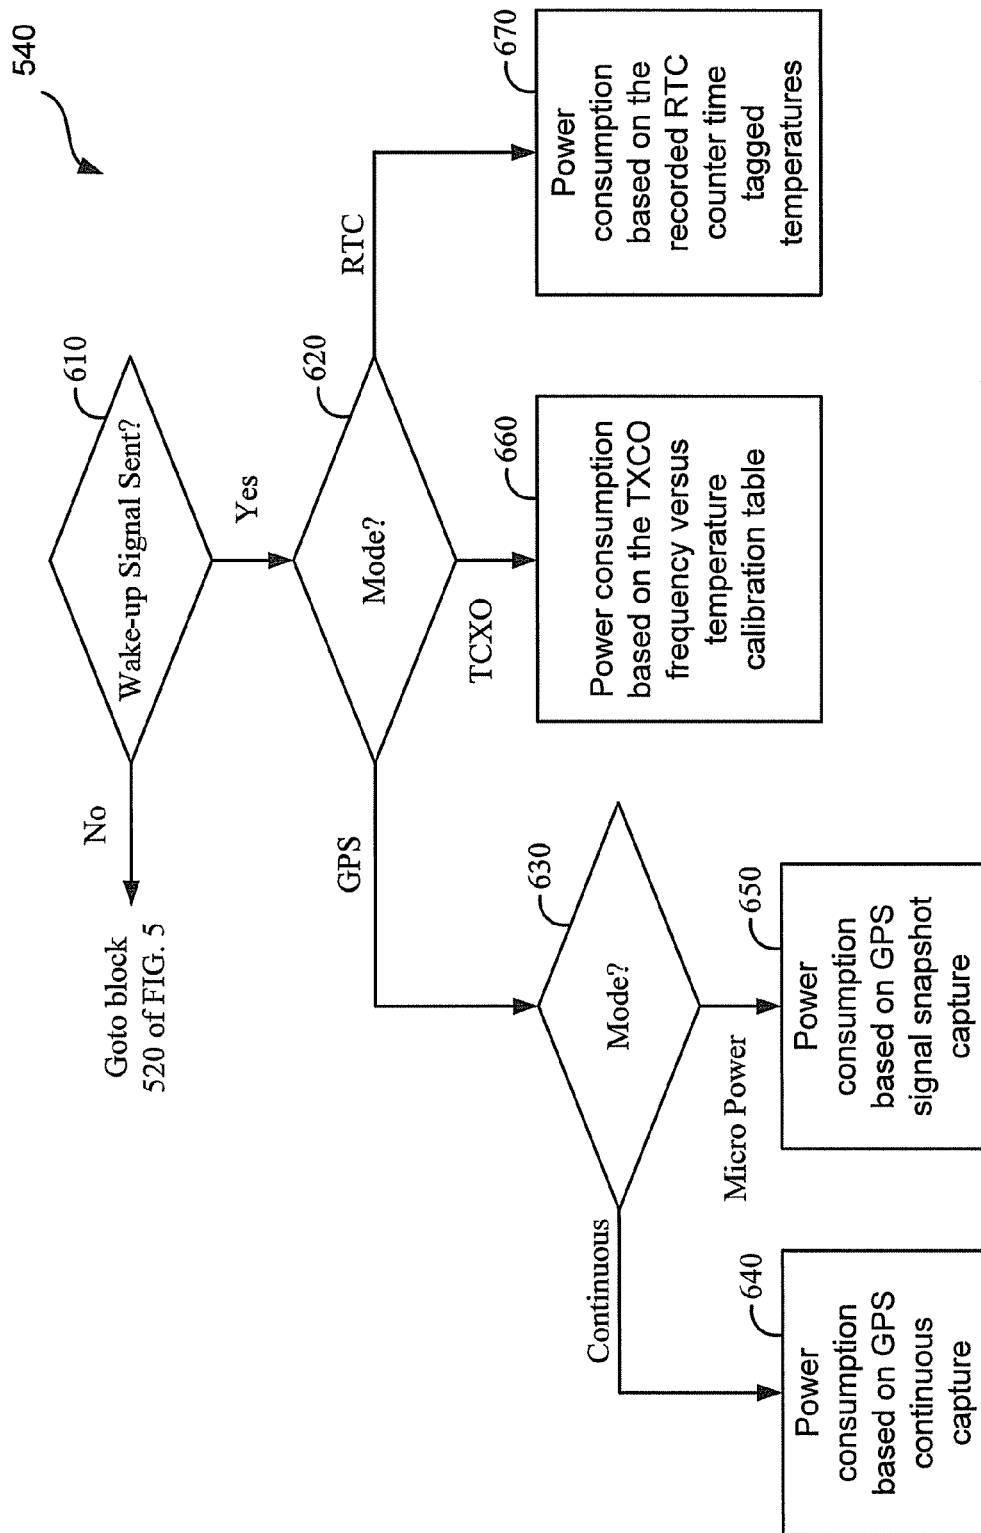 540
610
Wake-up Signal Sent?
No
Goto block
520 of FIG. 5
Yes
620
Mode?
GPS
TCXO
RTC
630
Mode?
Continuous
Micro Power
640
Power
consumption
based on GPS
continuous
capture
650
Power
consumption
based on GPS
signal snapshot
capture
660
Power consumption
based on the TXCO
frequency versus
temperature
calibration table
670
Power
consumption
based on the
recorded RTC
counter time
tagged
temperatures